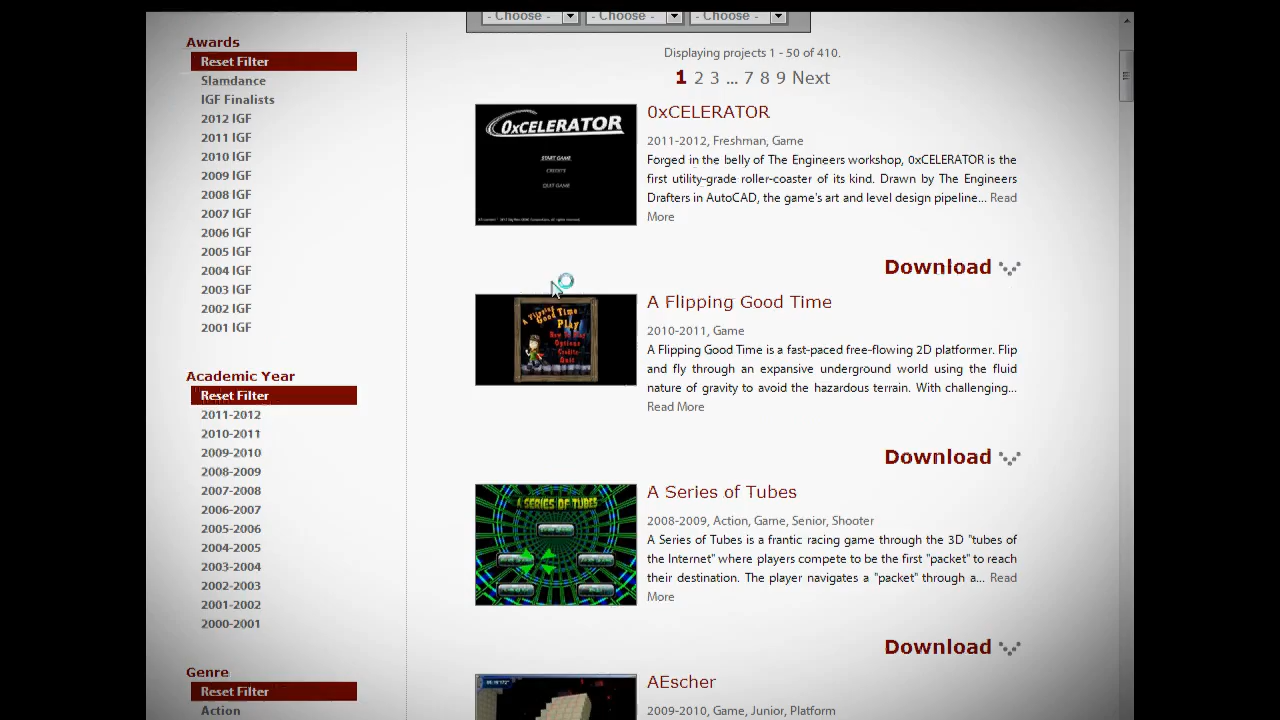 - Choose - - Choose - - Choose -
Awards
Reset Filter
Slamdance
IGF Finalists
2012 IGF
2011 IGF
2010 IGF
2009 IGF
2008 IGF
2007 IGF
2006 IGF
2005 IGF
2004 IGF
2003 IGF
2002 IGF
2001 IGF
Academic Year
Reset Filter
2011-2012
2010-2011
2009-2010
2008-2009
2007-2008
2006-2007
2005-2006
2004-2005
2003-2004
2002-2003
2001-2002
2000-2001
Genre
Reset Filter
Action
Displaying projects 1 - 50 of 410.
1 2 3 ... 7 8 9 Next
0xCELERATOR
START GAME
CREDITS
QUIT GAME
0xCELERATOR
2011-2012, Freshman, Game
Forged in the belly of The Engineers workshop, 0xCELERATOR is the
first utility-grade roller-coaster of its kind. Drawn by The Engineers
Drafters in AutoCAD, the game's art and level design pipeline... Read
More
Download
A Flipping
Good Time
Play
Options
Credits
Quit
A Flipping Good Time
2010-2011, Game
A Flipping Good Time is a fast-paced free-flowing 2D platformer. Flip
and fly through an expansive underground world using the fluid
nature of gravity to avoid the hazardous terrain. With challenging...
Read More
Download
A SERIES OF TUBES
A Series of Tubes
2008-2009, Action, Game, Senior, Shooter
A Series of Tubes is a frantic racing game through the 3D "tubes of
the Internet" where players compete to be the first "packet" to reach
their destination. The player navigates a "packet" through a... Read
More
Download
AEscher
2009-2010, Game, Junior, Platform